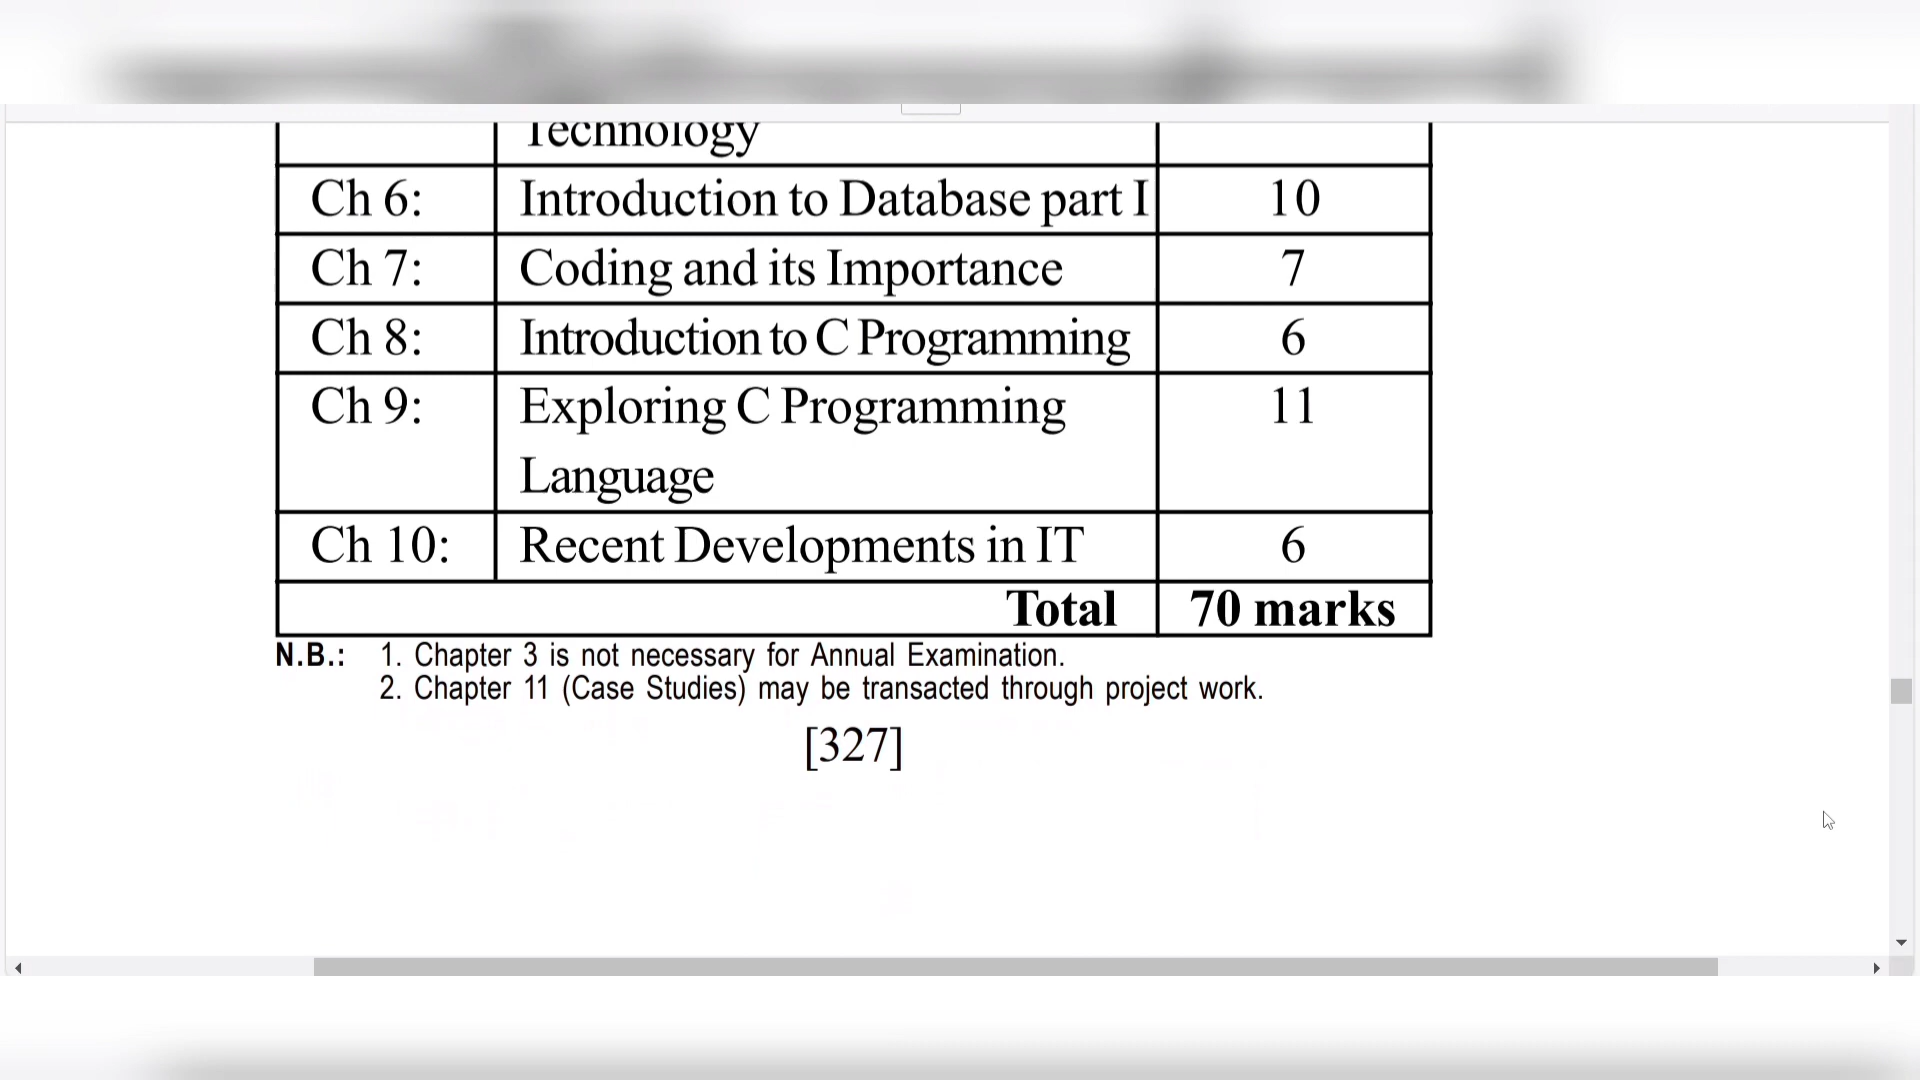 Technology
Ch 6: Introduction to Database part I 10
Ch 7: Coding and its Importance 7
Ch 8: Introduction to C Programming 6
Ch 9: Exploring C Programming 11
Language
Ch 10: Recent Developments in IT 6
Total 70 marks
N.B.: 1. Chapter 3 is not necessary for Annual Examination.
2. Chapter 11 (Case Studies) may be transacted through project work.
[327]